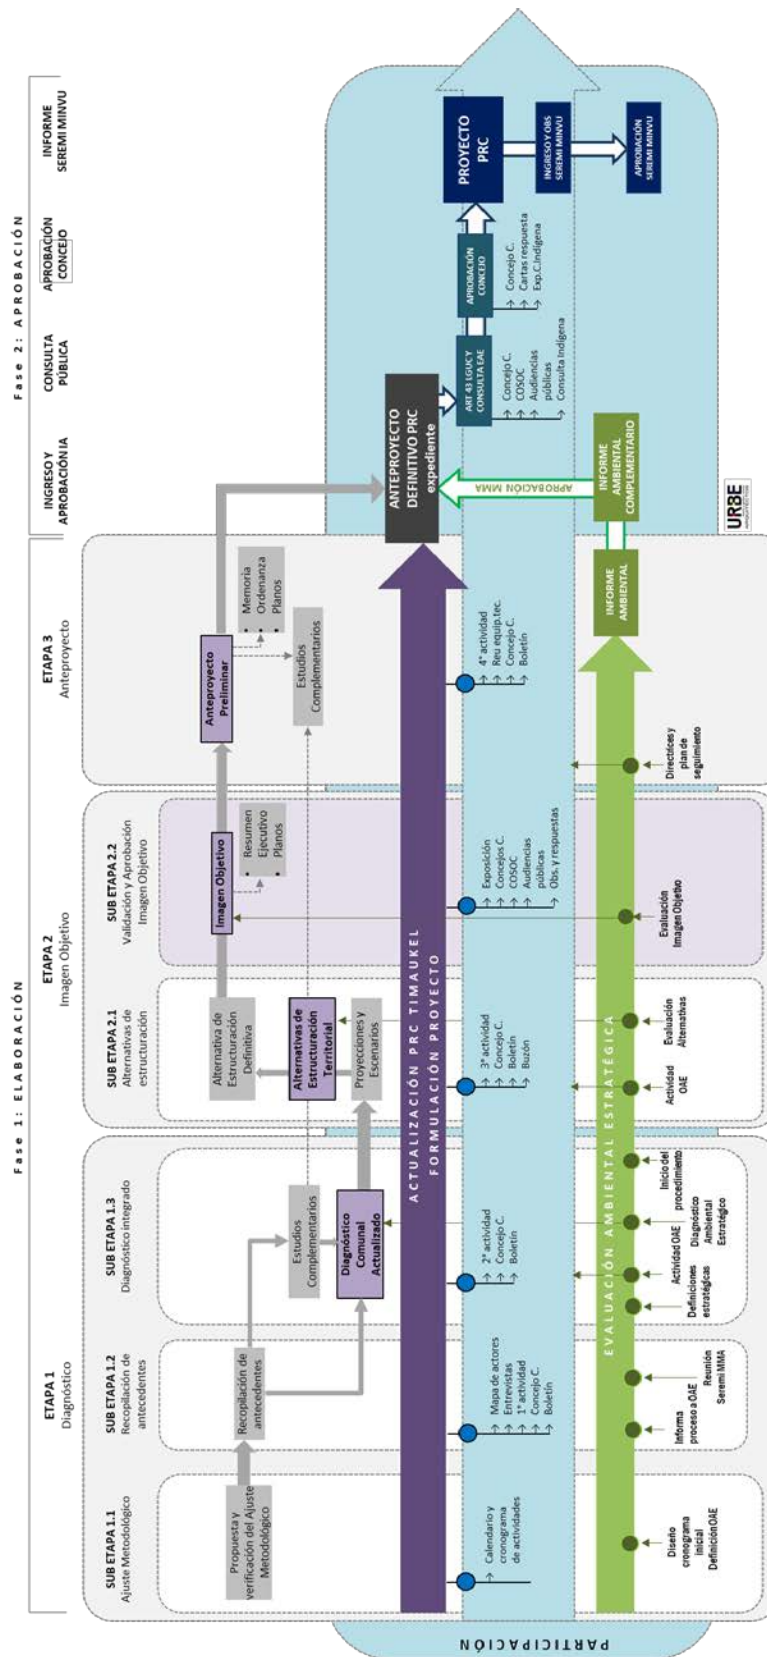 Fase 1: ELABORACIÓN
Fase 2: APROBACIÓN
ETAPA 1
Diagnóstico
ETAPA 2
Imagen Objetivo
ETAPA 3
Anteproyecto
INGRESO Y
APROBACIÓN IA
CONSULTA
PÚBLICA
APROBACIÓN
CONCEJO
INFORME
SEREMI MINVU
SUB ETAPA 1.1
Ajuste Metodológico
SUB ETAPA 1.2
Recopilación de
antecedentes
SUB ETAPA 1.3
Diagnóstico integrado
SUB ETAPA 2.1
Alternativas de
estructuración
SUB ETAPA 2.2
Validación y Aprobación
Imagen Objetivo
Propuesta y
verificación del Ajuste
Metodológico
Recopilación de
antecedentes
Estudios
Complementarios
Diagnóstico
Comunal
Actualizado
Alternativa de
Estructuración
Definitiva
Alternativas de
Estructuración
Territorial
Proyecciones y
Escenarios
Imagen Objetivo
• Resumen
Ejecutivo
• Planos
Anteproyecto
Preliminar
• Memoria
• Ordenanza
• Planos
Estudios
Complementarios
ACTUALIZACIÓN PRC TIMAUKEL
FORMULACIÓN PROYECTO
ANTEPROYECTO
DEFINITIVO PRC
expediente
ART 43 LGUC Y
CONSULTA EAE
APROBACIÓN
CONCEJO
PROYECTO
PRC
INGRESO Y OBS
SEREMI MINVU
APROBACIÓN
SEREMI MINVU
PARTICIPACIÓN
→ Calendario y
cronograma
de actividades
→ Mapa de actores
→ Entrevistas
→ 1° actividad
→ Concejo C.
→ Boletín
→ 2° actividad
→ Concejo C.
→ Boletín
→ 3° actividad
→ Concejo C.
→ Boletín
→ Buzón
→ Exposición
→ Concejos C.
→ COSOC
→ Audiencias
públicas
→ Obs. y respuestas
→ 4° actividad
→ Reu equip.tec.
→ Concejo C.
→ Boletín
→ Concejo C.
→ COSOC
→ Audiencias
públicas
→ Consulta Indígena
→ Concejo C.
→ Cartas respuesta
→ Exp.C.Indígena
EVALUACIÓN AMBIENTAL ESTRATÉGICA
INFORME
AMBIENTAL
INFORME
AMBIENTAL
COMPLEMENTARIO
APROBACIÓN MMA
Diseño
cronograma
inicial
Definición OAE
Informa
proceso a OAE
Reunión
Seremi MMA
Definiciones
estratégicas
Actividad OAE
Diagnóstico
Ambiental
Estratégico
Inicio del
procedimiento
Actividad
OAE
Evaluación
Alternativas
Evaluación
Imagen Objetivo
Directrices y
plan de
seguimiento
URBE
ARQUITECTOS